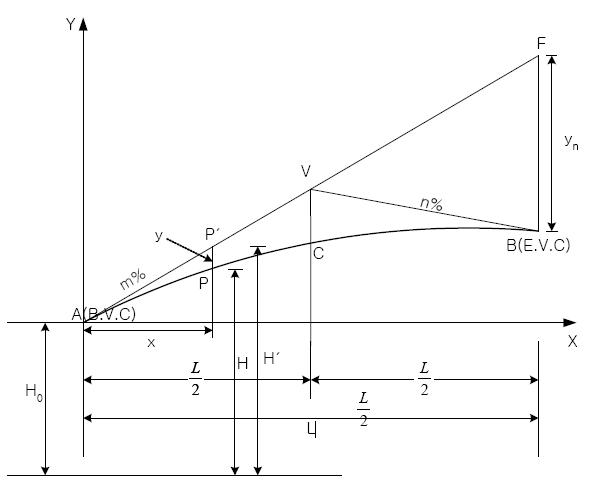 Y
F
yn
V
n%
y
P´
B(E.V.C)
C
m%
P
A(B.V.C)
x
X
H
H´
L
2
L
2
H0
L
2